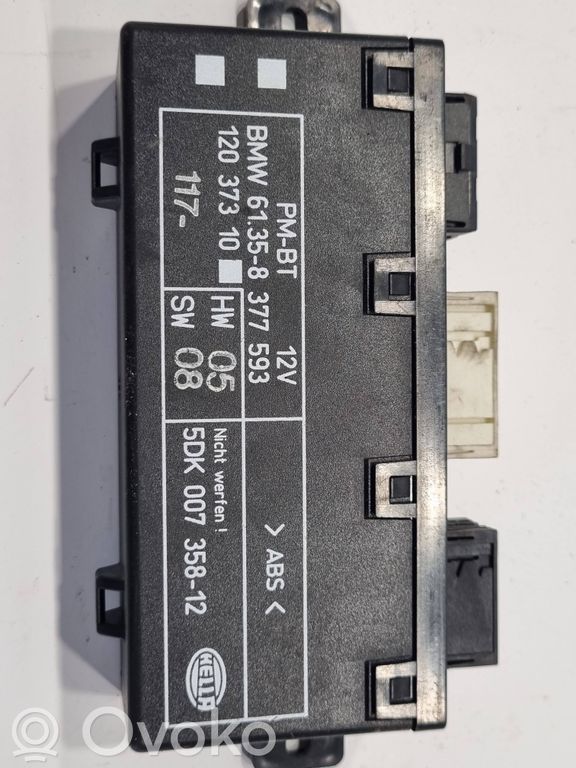 PM-BT 12V
BMW 61.35-8 377 593
120 373 10
117-
HW 05
SW 08
> ABS <
Nicht werfen !
5DK 007 358-12
HELLA
Ovoko